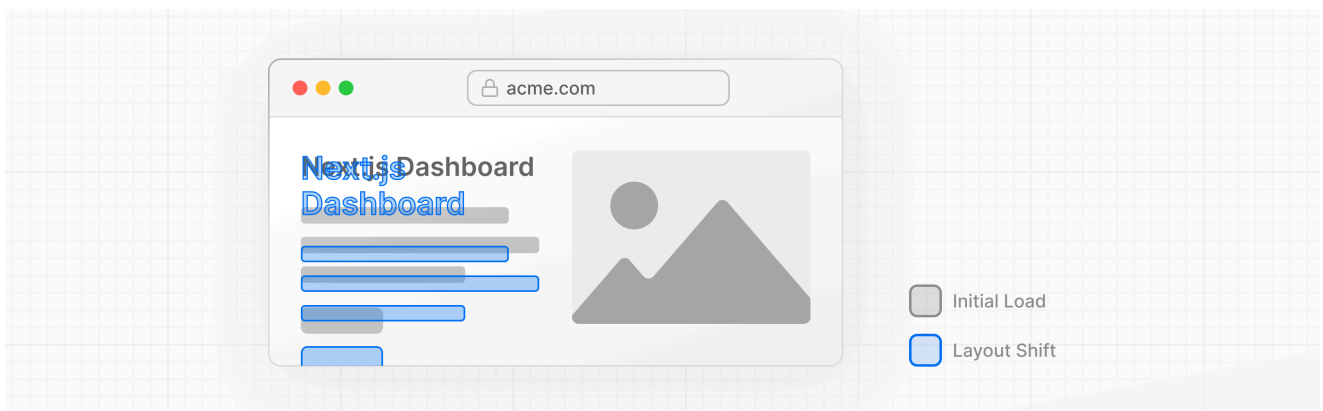 acme.com
Next.js Dashboard
Next.js
Dashboard
Initial Load
Layout Shift